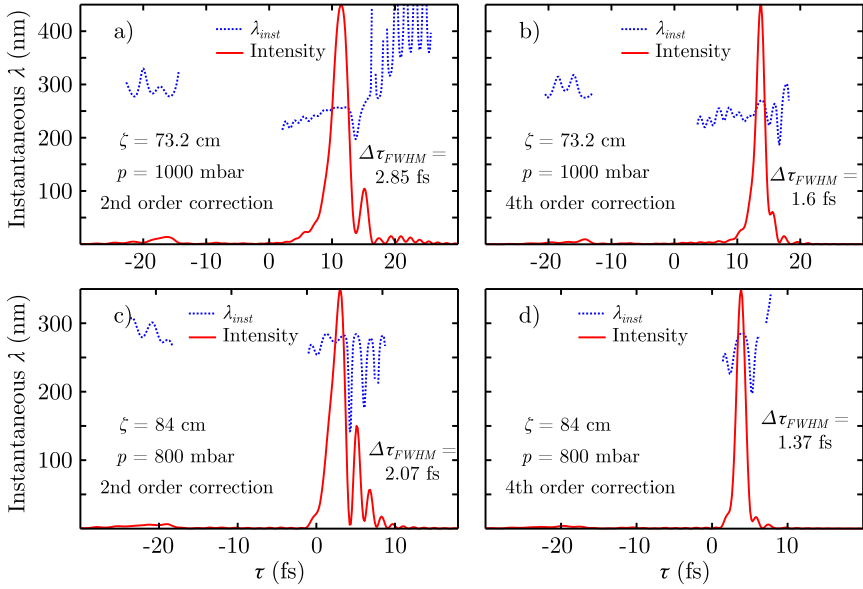 a)
λinst
Intensity
ζ = 73.2 cm
p = 1000 mbar
2nd order correction
ΔτFWHM =
2.85 fs
Instantaneous λ (nm)
400
300
200
100
-20
-10
0
10
20
b)
λinst
Intensity
ζ = 73.2 cm
p = 1000 mbar
4th order correction
ΔτFWHM =
1.6 fs
-20
-10
0
10
20
c)
λinst
Intensity
ζ = 84 cm
p = 800 mbar
2nd order correction
ΔτFWHM =
2.07 fs
Instantaneous λ (nm)
300
200
100
-20
-10
0
10
τ (fs)
d)
λinst
Intensity
ζ = 84 cm
p = 800 mbar
4th order correction
ΔτFWHM =
1.37 fs
-20
-10
0
10
τ (fs)